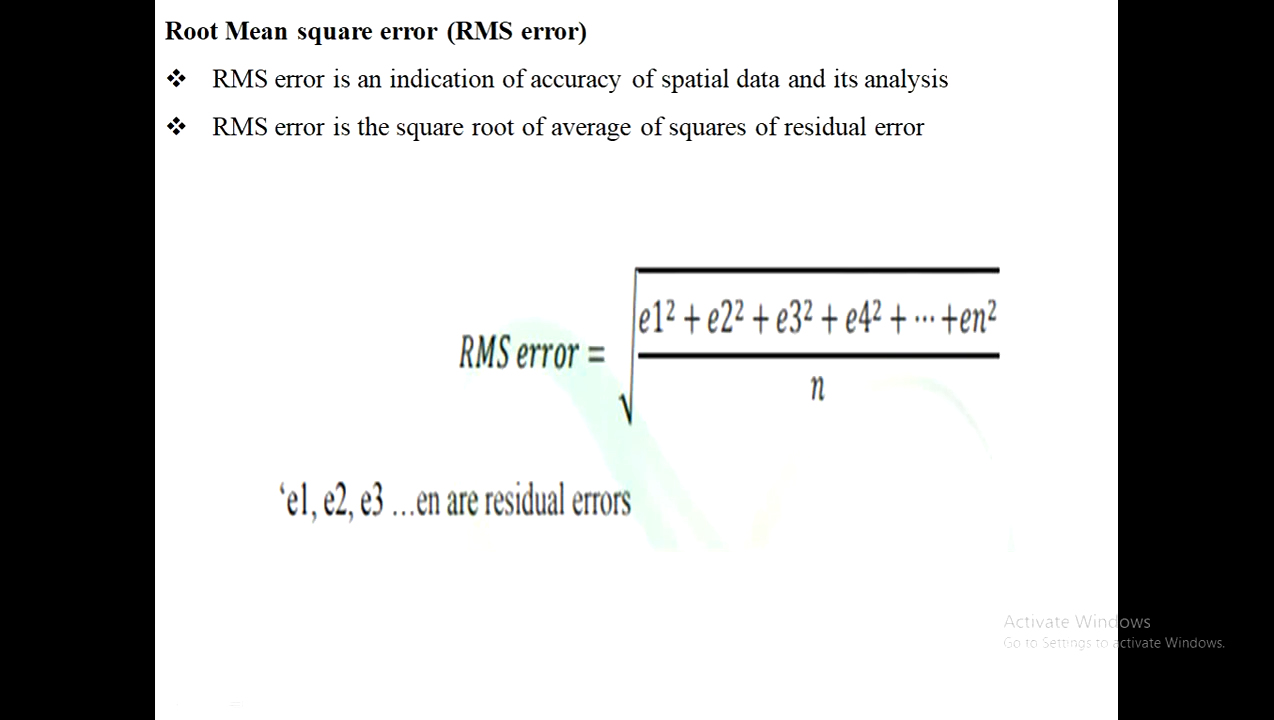 Root Mean square error (RMS error)
❖ RMS error is an indication of accuracy of spatial data and its analysis
❖ RMS error is the square root of average of squares of residual error
RMS error = √((e1² + e2² + e3² + e4² + ⋯ +en²) / n)
‘e1, e2, e3 …en are residual errors
Activate Windows
Go to Settings to activate Windows.